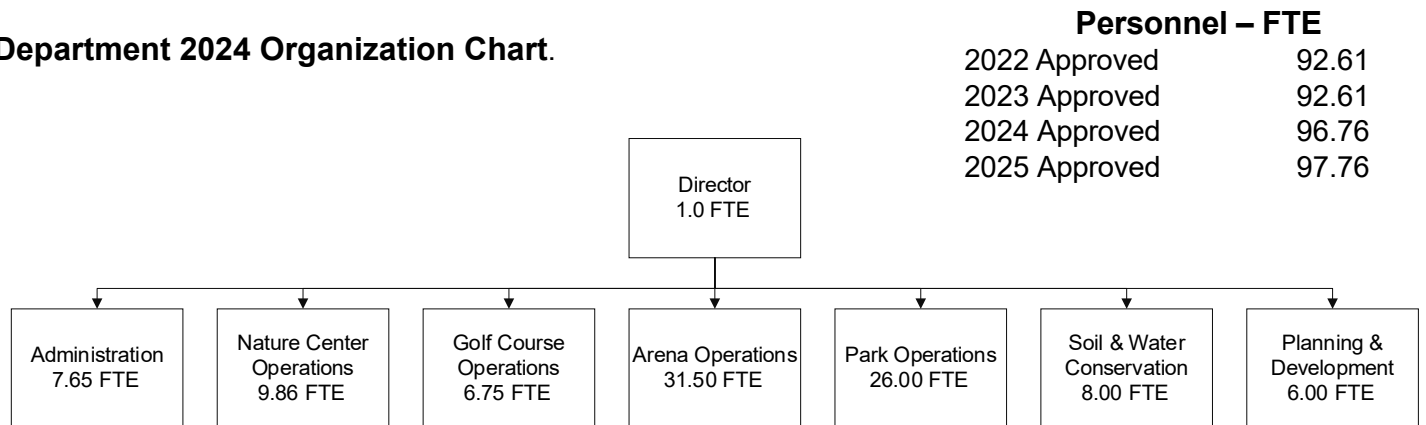 Department 2024 Organization Chart.
Personnel – FTE
2022 Approved 92.61
2023 Approved 92.61
2024 Approved 96.76
2025 Approved 97.76
Director
1.0 FTE
Administration
7.65 FTE
Nature Center
Operations
9.86 FTE
Golf Course
Operations
6.75 FTE
Arena Operations
31.50 FTE
Park Operations
26.00 FTE
Soil & Water
Conservation
8.00 FTE
Planning &
Development
6.00 FTE